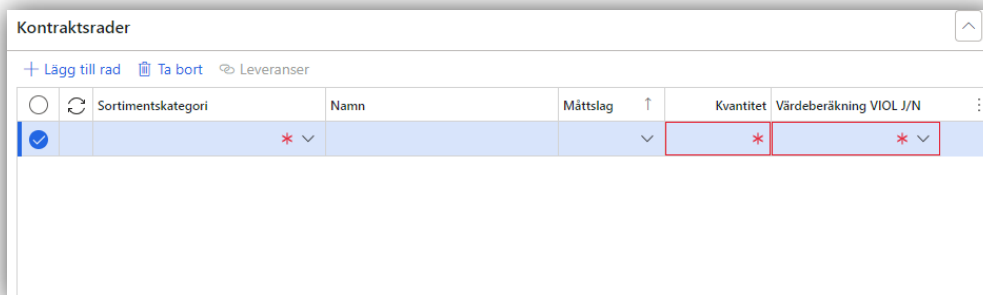 Kontraktsrader
Lägg till rad Ta bort Leveranser
Sortimentskategori Namn Måttslag ↑ Kvantitet Värdeberäkning VIOL J/N
* * *